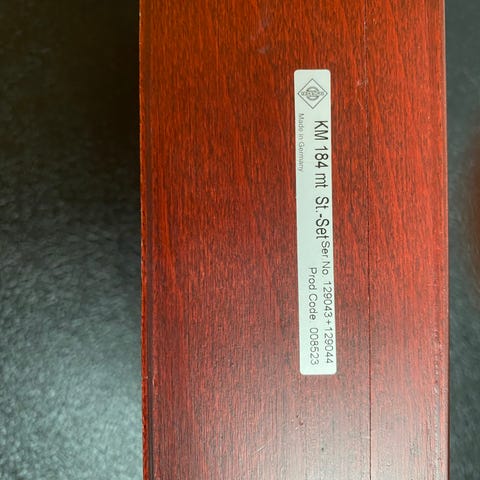 KM 184 mt St.-Set
Made in Germany
Ser No. 129043+129044
Prod Code 008523